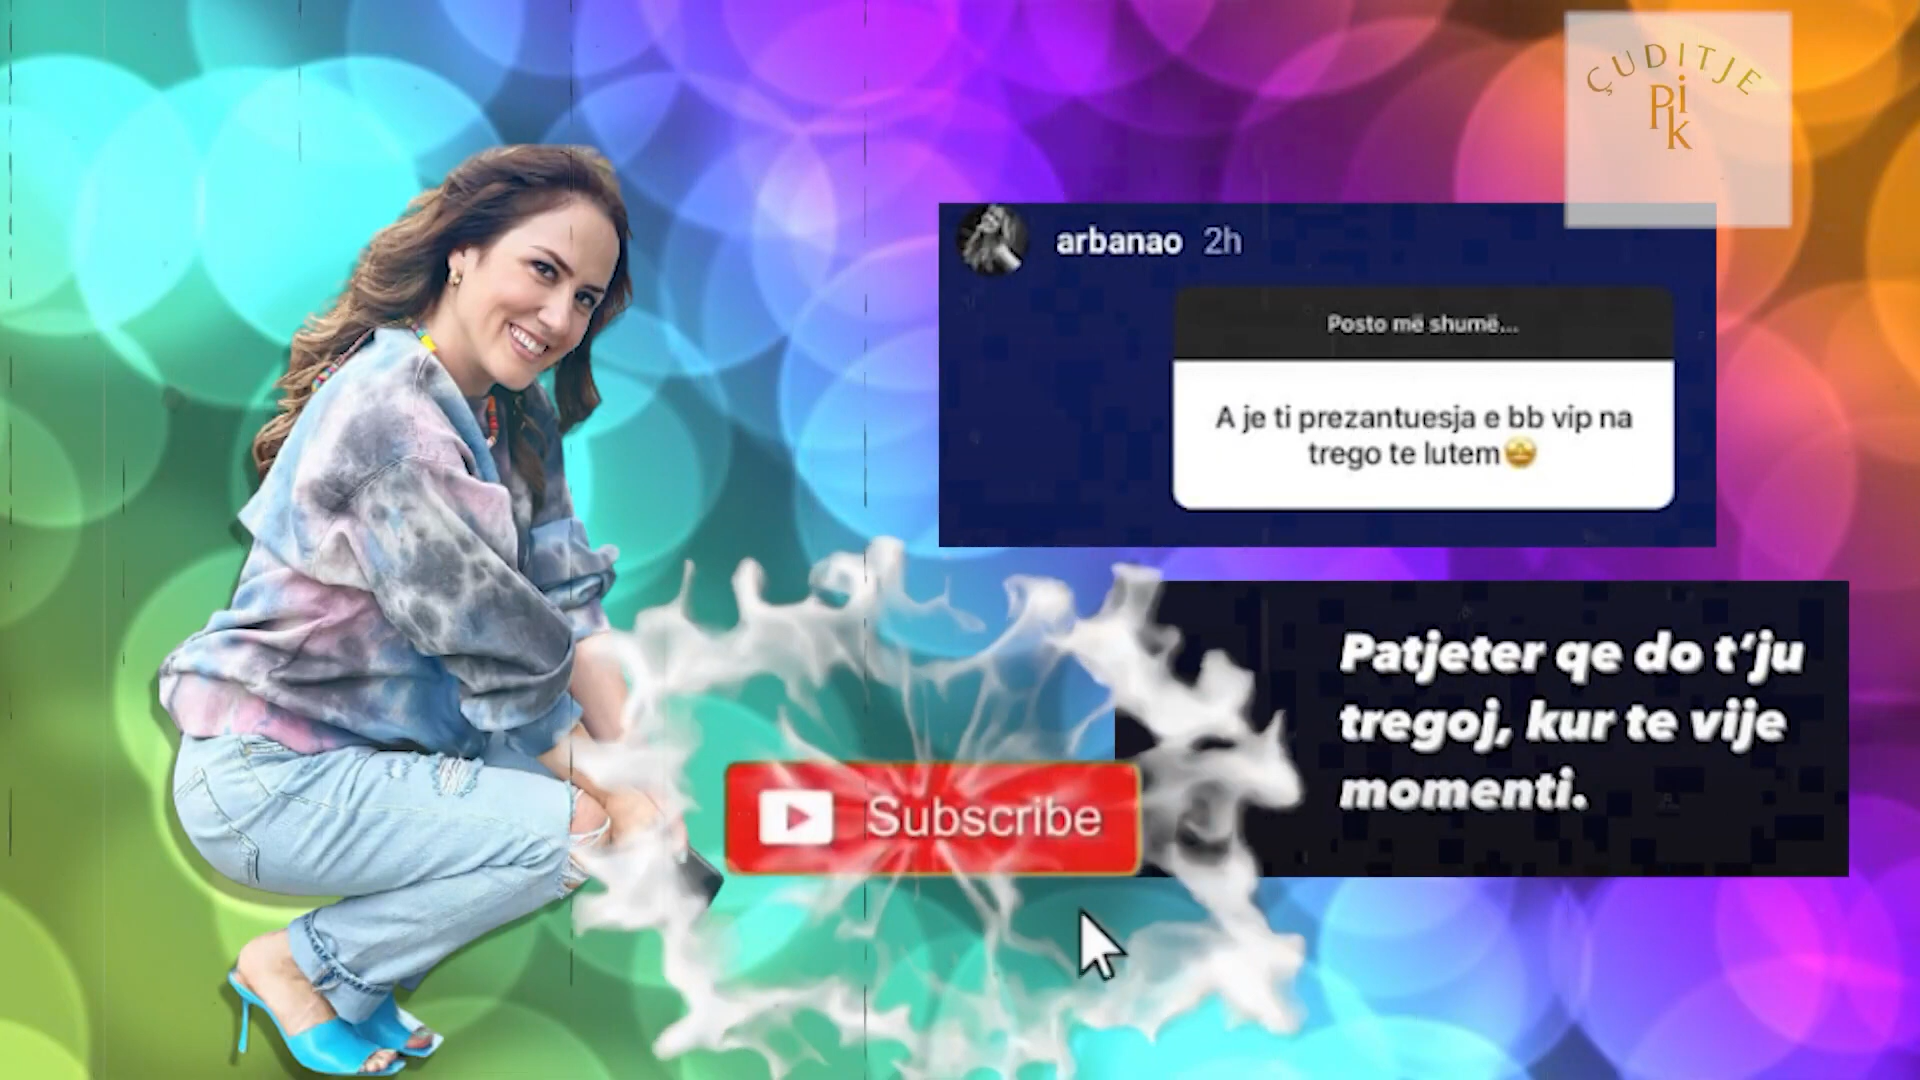 ÇUDITJE
Pik
arbanao 2h
Posto më shumë...
A je ti prezantuesja e bb vip na
trego te lutem🤩
Patjeter qe do t'ju
tregoj, kur te vije
momenti.
Subscribe